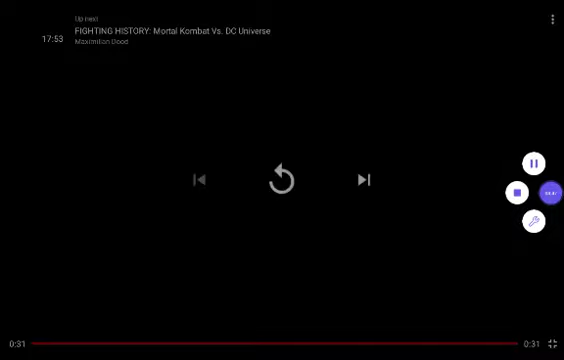 Up next
FIGHTING HISTORY: Mortal Kombat Vs. DC Universe
17:53
Maximilian Dood
0:31
0:31